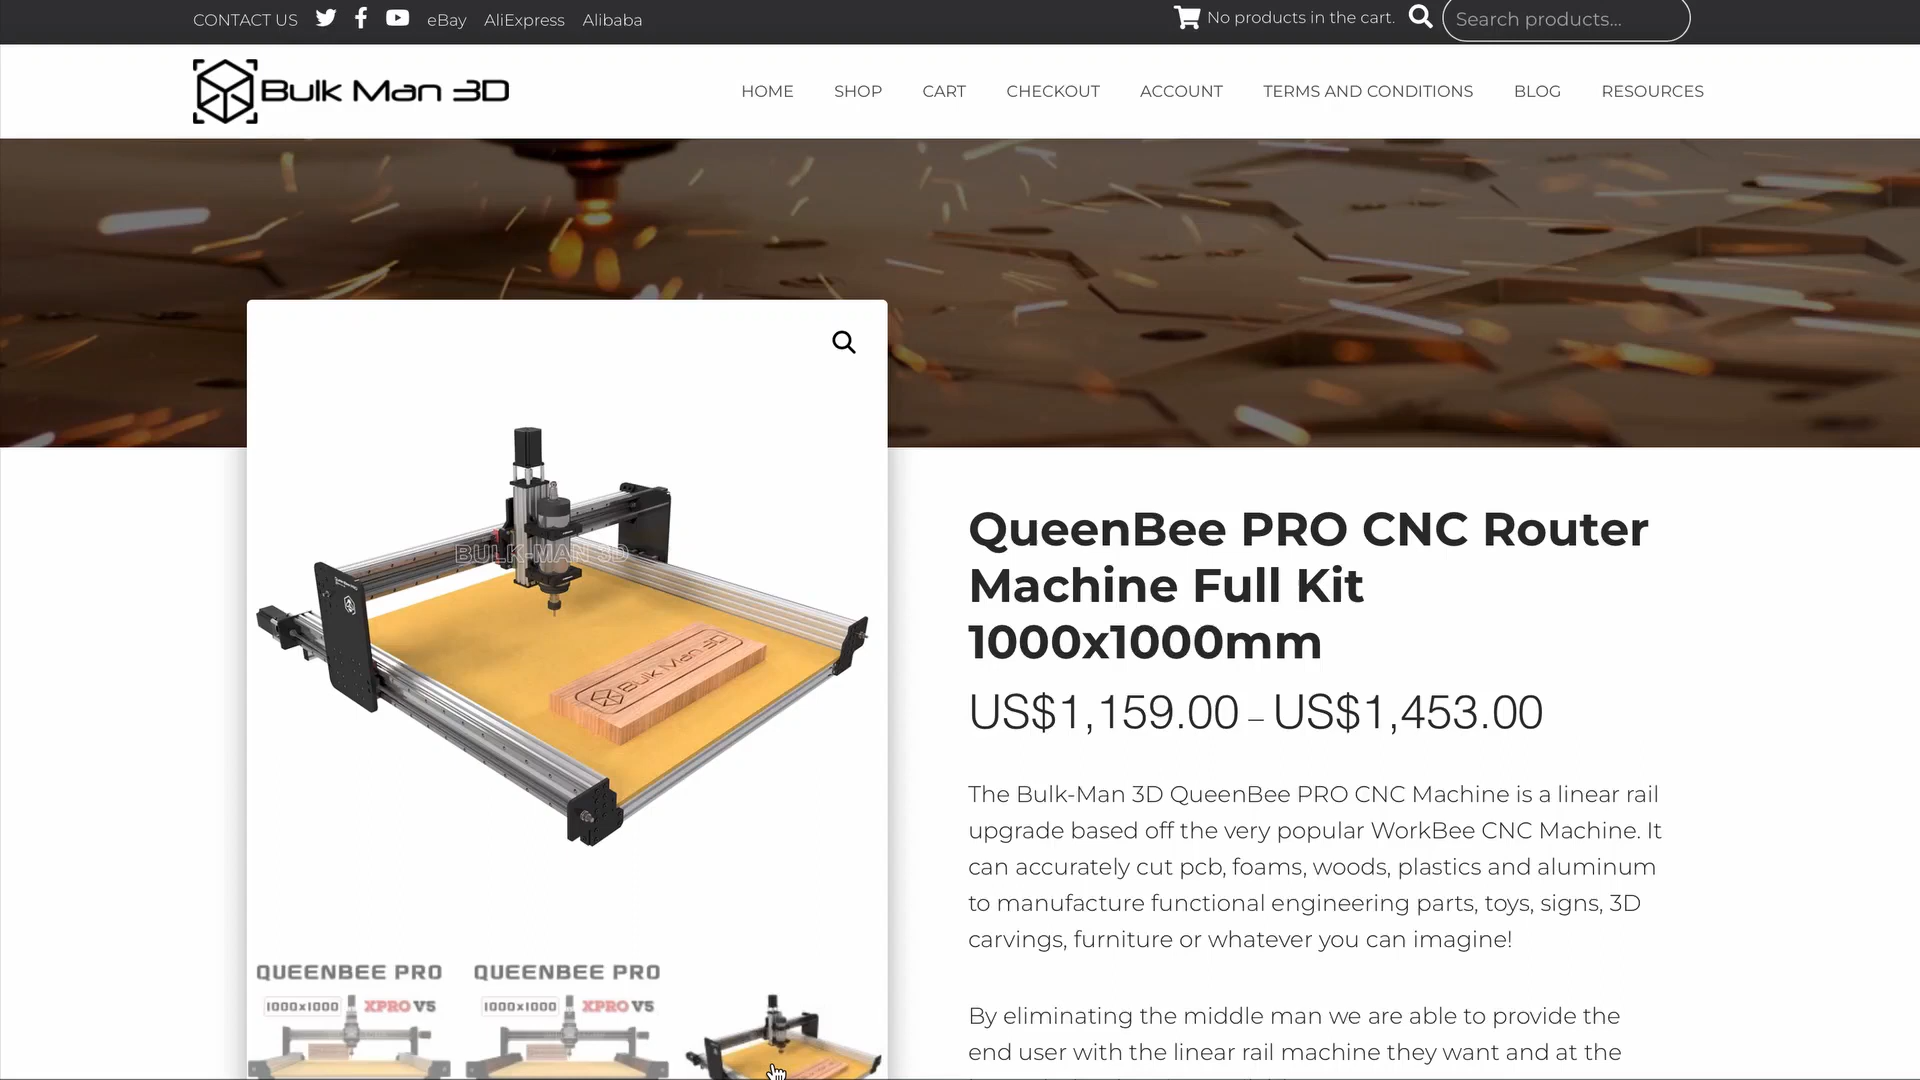 CONTACT US eBay AliExpress Alibaba
No products in the cart. Search products...
Bulk Man 3D
HOME SHOP CART CHECKOUT ACCOUNT TERMS AND CONDITIONS BLOG RESOURCES
BULK-MAN 3D
Bulk Man 3D
QueenBee PRO CNC Router
Machine Full Kit
1000x1000mm
US$1,159.00 – US$1,453.00
The Bulk-Man 3D QueenBee PRO CNC Machine is a linear rail
upgrade based off the very popular WorkBee CNC Machine. It
can accurately cut pcb, foams, woods, plastics and aluminum
to manufacture functional engineering parts, toys, signs, 3D
carvings, furniture or whatever you can imagine!
By eliminating the middle man we are able to provide the
end user with the linear rail machine they want and at the
QUEENBEE PRO
1000x1000 XPRO V5
QUEENBEE PRO
1000x1000 XPRO V5